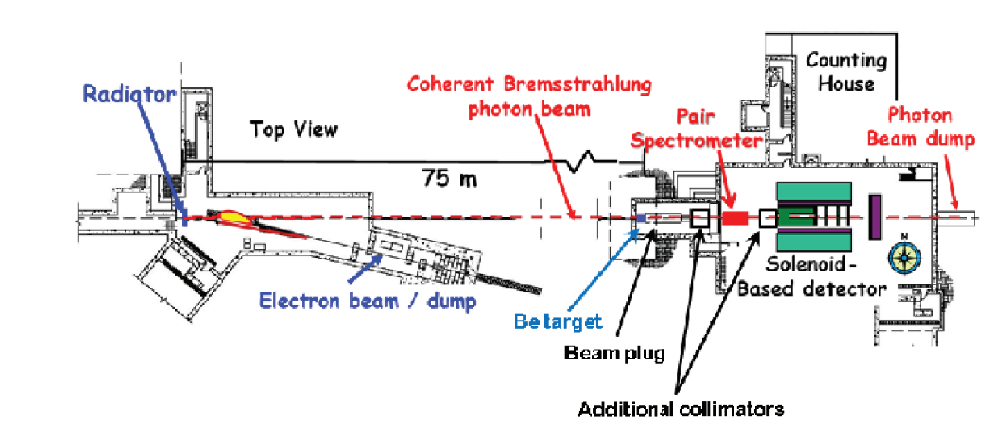 Counting
House
Coherent Bremsstrahlung
photon beam
Radiator
Pair
Spectrometer
Photon
Beam dump
Top View
75 m
N
Solenoid-
Based detector
Electron beam / dump
Be target
Beam plug
Additional collimators